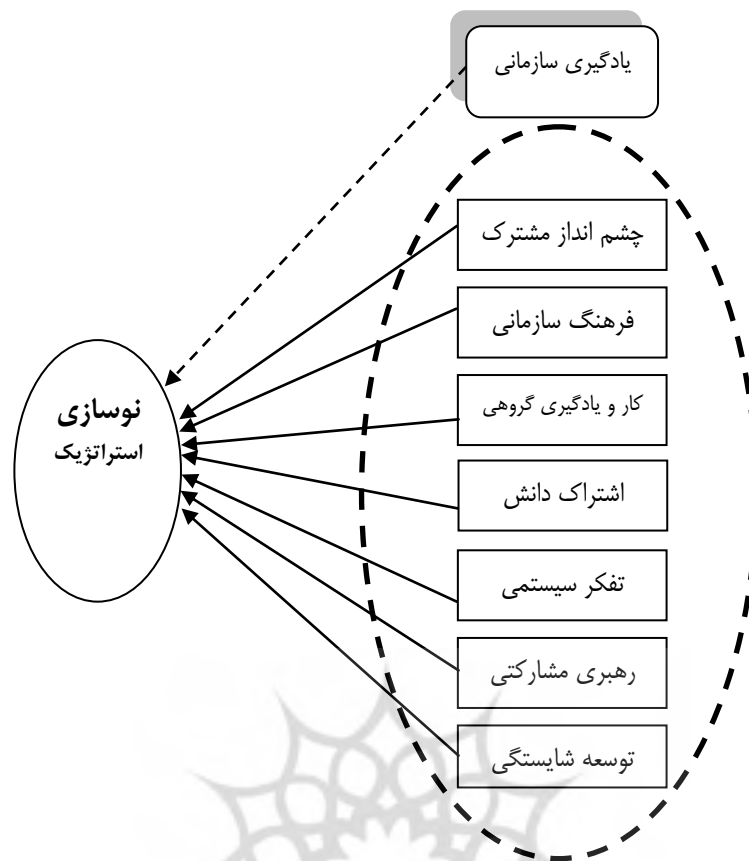 یادگیری سازمانی
چشم انداز مشترک
فرهنگ سازمانی
کار و یادگیری گروهی
اشتراک دانش
تفکر سیستمی
رهبری مشارکتی
توسعه شایستگی
نوسازی
استراتژیک